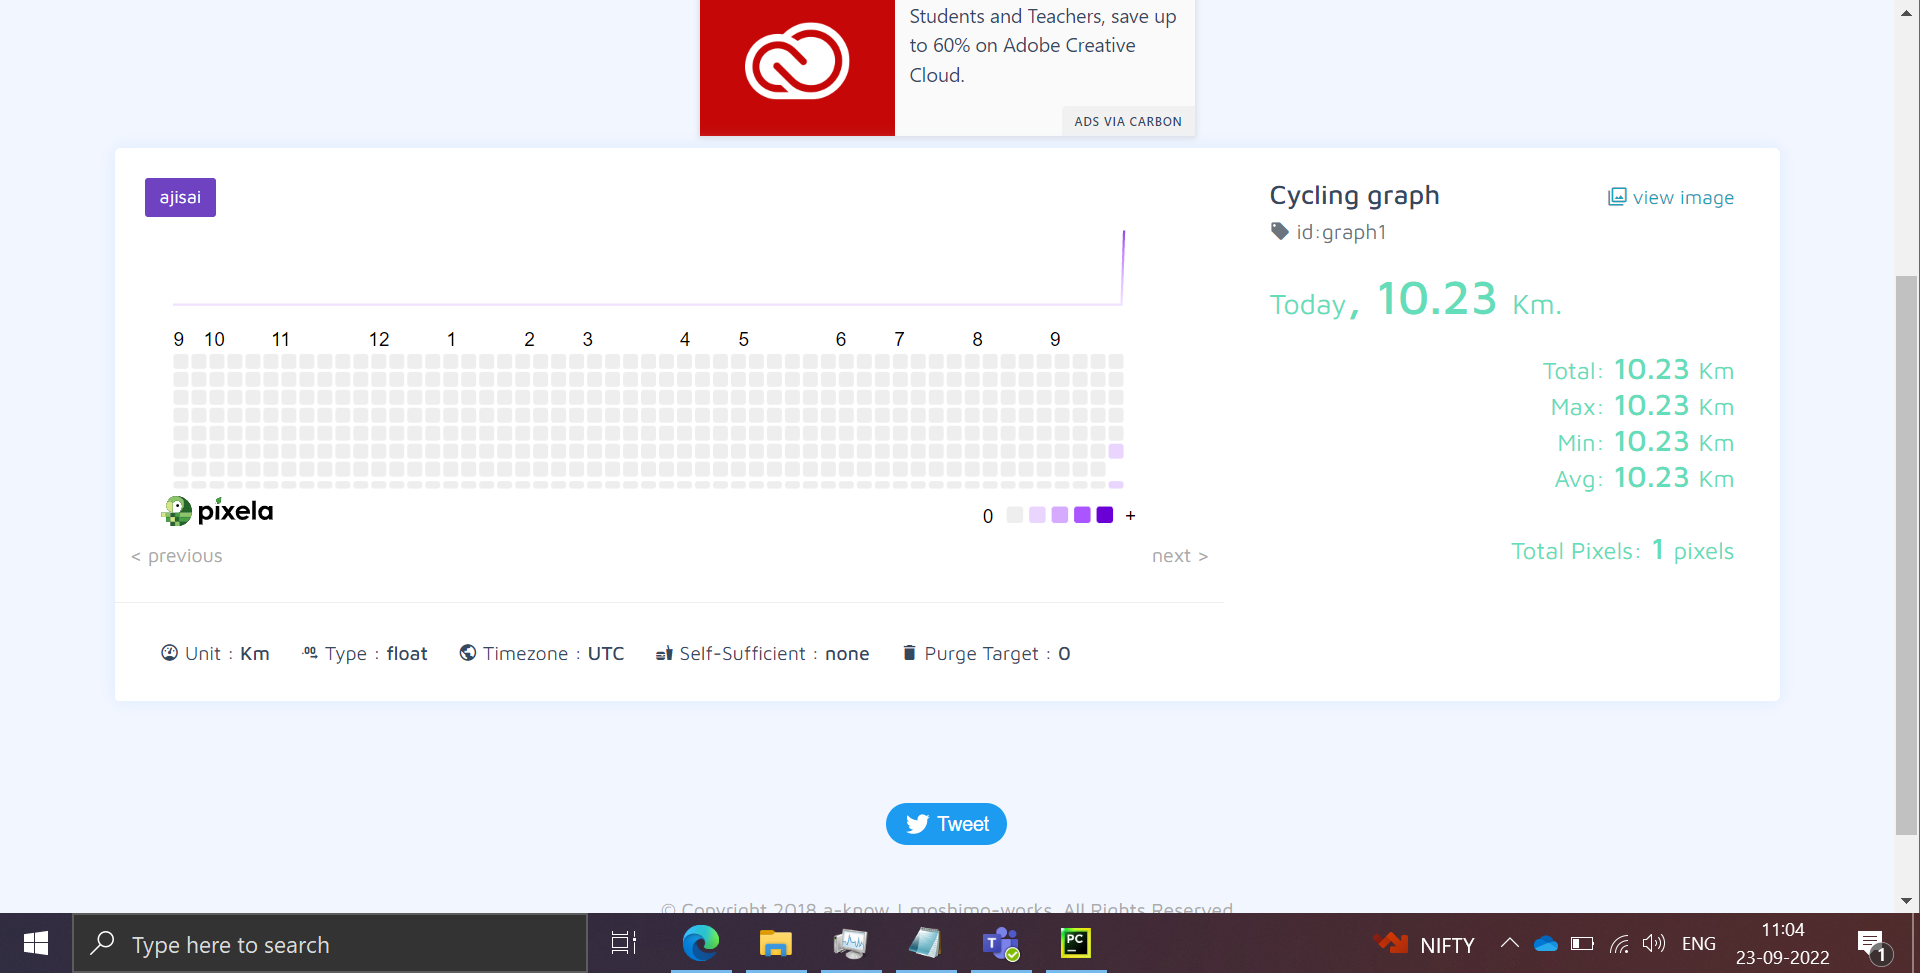 Students and Teachers, save up
to 60% on Adobe Creative
Cloud.
ADS VIA CARBON
ajisai
9 10 11 12 1 2 3 4 5 6 7 8 9
pixela
0 +
< previous
next >
Unit : Km Type : float Timezone : UTC Self-Sufficient : none Purge Target : 0
Cycling graph
view image
id:graph1
Today, 10.23 Km.
Total: 10.23 Km
Max: 10.23 Km
Min: 10.23 Km
Avg: 10.23 Km
Total Pixels: 1 pixels
Tweet
© Copyright 2018 a-know | moshimo-works. All Rights Reserved
Type here to search
T
PC
NIFTY
ENG
11:04
23-09-2022
1